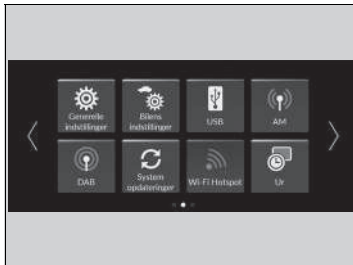 Generelle
indstillinger
Bilens
indstillinger
USB
AM
DAB
System
opdateringer
Wi-Fi Hotspot
Ur